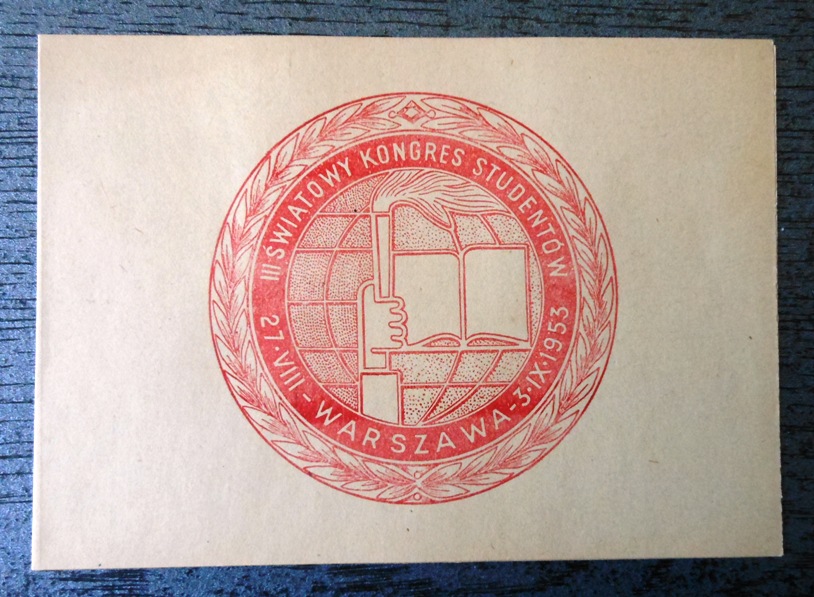 III ŚWIATOWY KONGRES STUDENTÓW
27·VIII-WARSZAWA-3·IX·1953